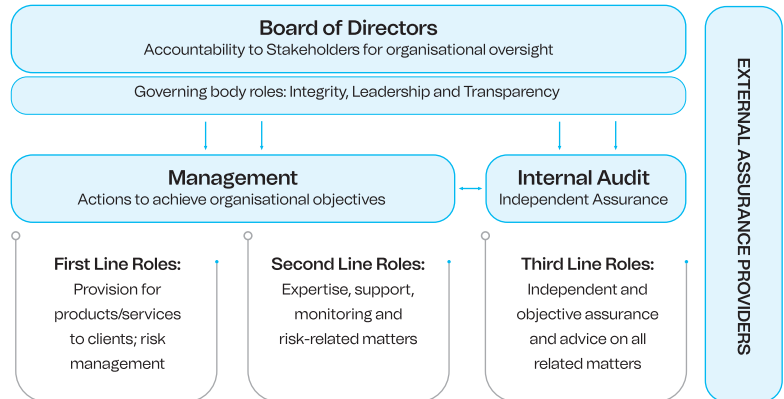 Board of Directors
Accountability to Stakeholders for organisational oversight
Governing body roles: Integrity, Leadership and Transparency
Management
Actions to achieve organisational objectives
Internal Audit
Independent Assurance
First Line Roles:
Provision for
products/services
to clients; risk
management
Second Line Roles:
Expertise, support,
monitoring and
risk-related matters
Third Line Roles:
Independent and
objective assurance
and advice on all
related matters
EXTERNAL ASSURANCE PROVIDERS